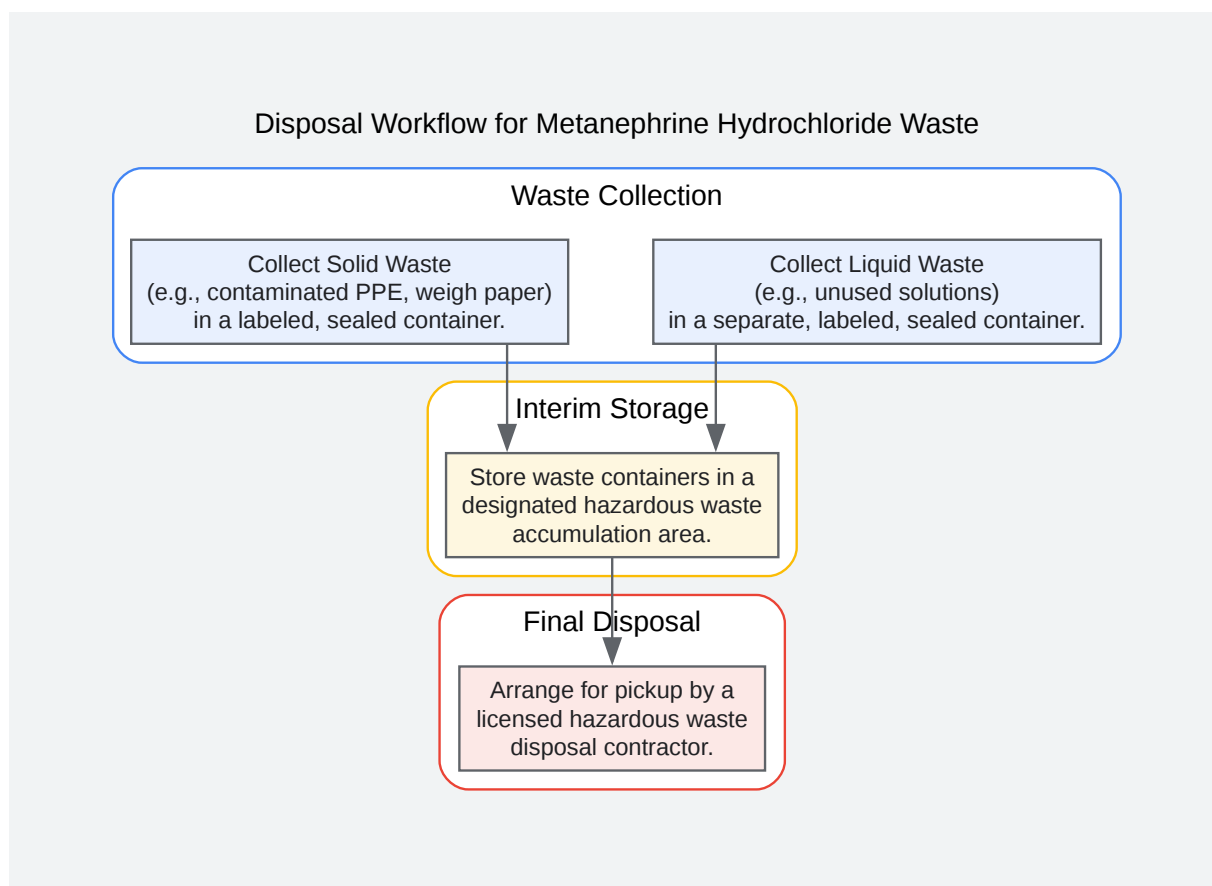 Disposal Workflow for Metanephrine Hydrochloride Waste
Waste Collection
Collect Solid Waste
(e.g., contaminated PPE, weigh paper)
in a labeled, sealed container.
Collect Liquid Waste
(e.g., unused solutions)
in a separate, labeled, sealed container.
Interim Storage
Store waste containers in a
designated hazardous waste
accumulation area.
Final Disposal
Arrange for pickup by a
licensed hazardous waste
disposal contractor.